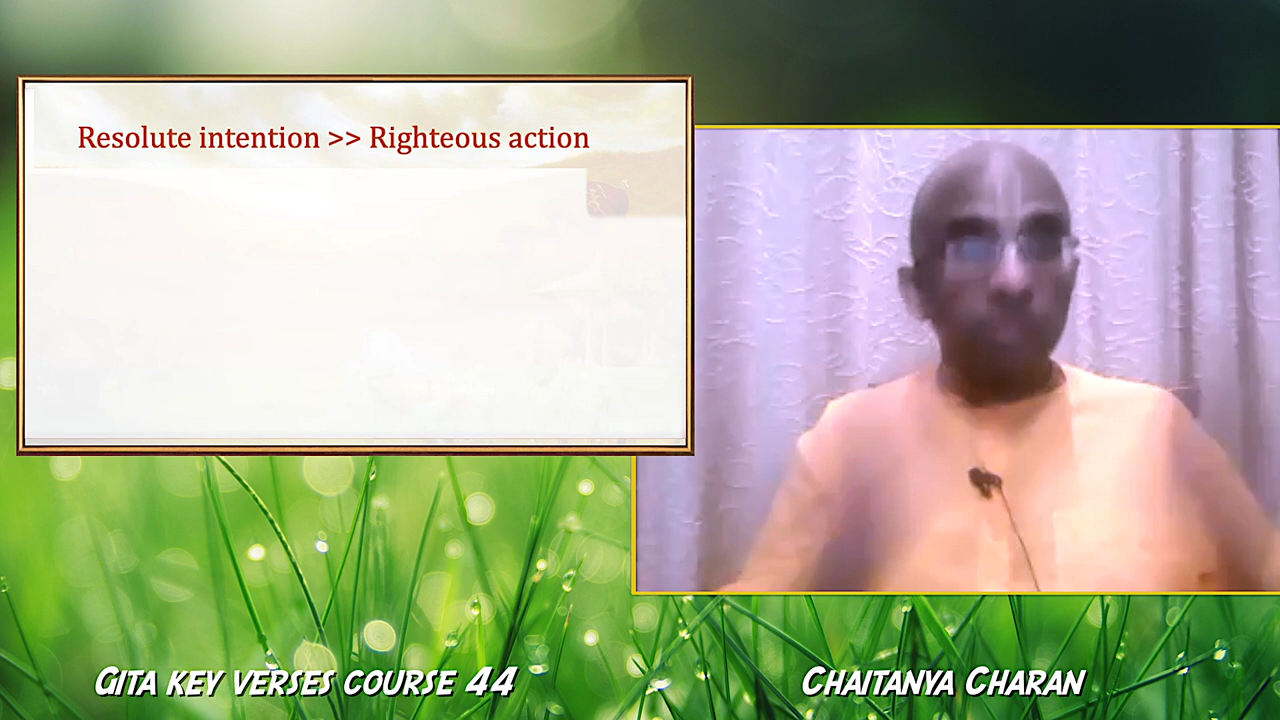 Resolute intention >> Righteous action
Gita key verses course 44
Chaitanya Charan